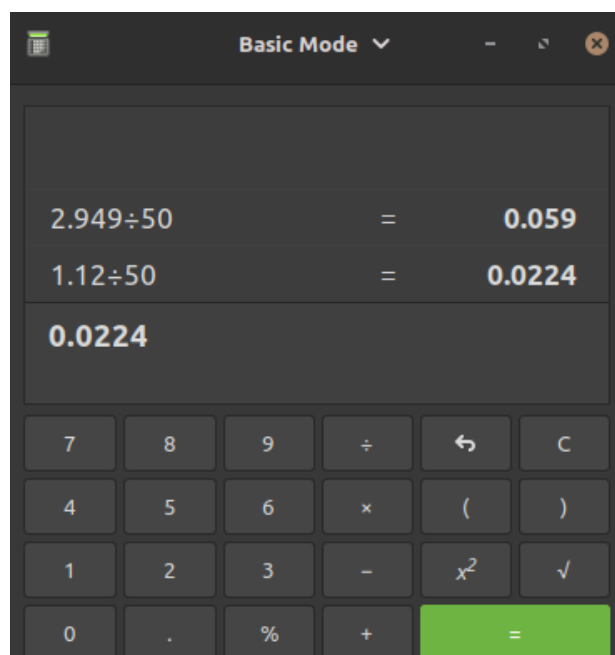 Basic Mode
2.949÷50 = 0.059
1.12÷50 = 0.0224
0.0224
7 8 9 ÷ C
4 5 6 × ( )
1 2 3 − x² √
0 . % + =